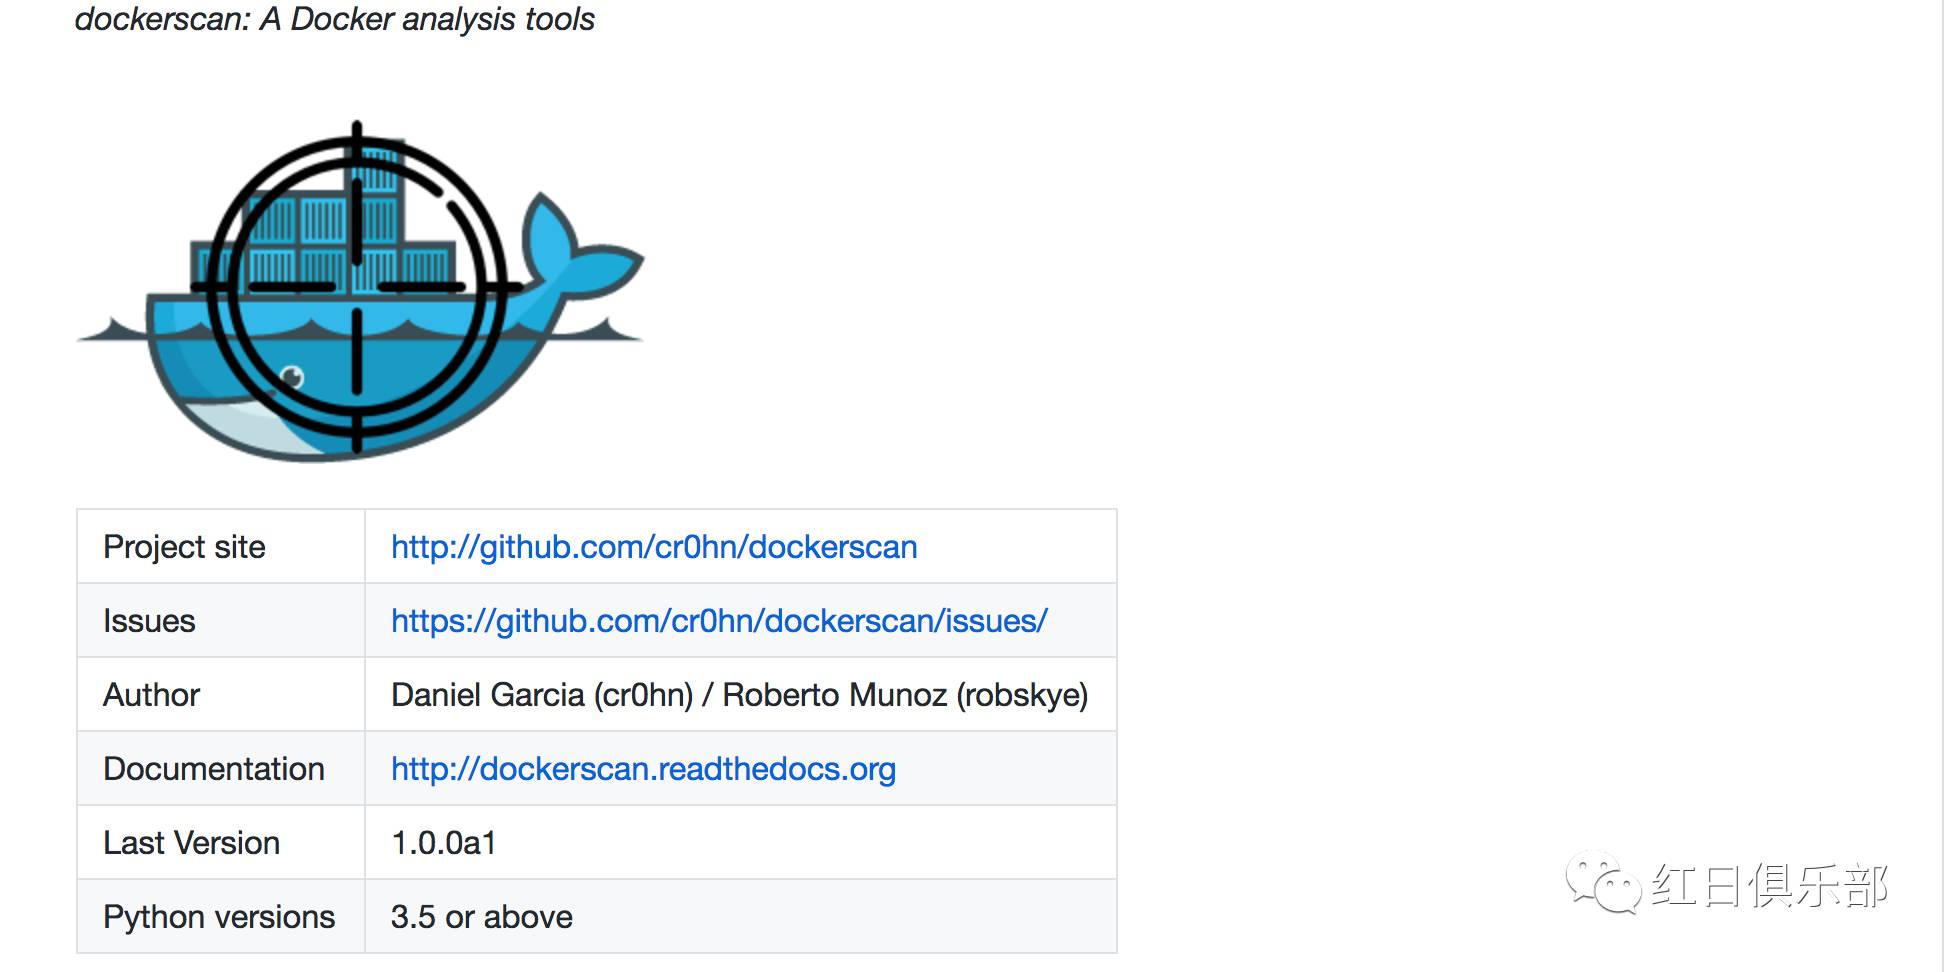 dockerscan: A Docker analysis tools
Project site http://github.com/cr0hn/dockerscan
Issues https://github.com/cr0hn/dockerscan/issues/
Author Daniel Garcia (cr0hn) / Roberto Munoz (robskye)
Documentation http://dockerscan.readthedocs.org
Last Version 1.0.0a1
Python versions 3.5 or above
红日俱乐部